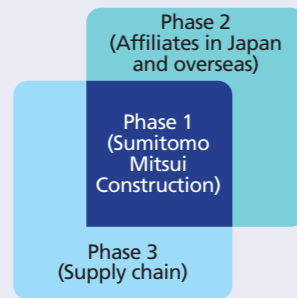 Phase 2
(Affiliates in Japan
and overseas)
Phase 1
(Sumitomo
Mitsui
Construction)
Phase 3
(Supply chain)